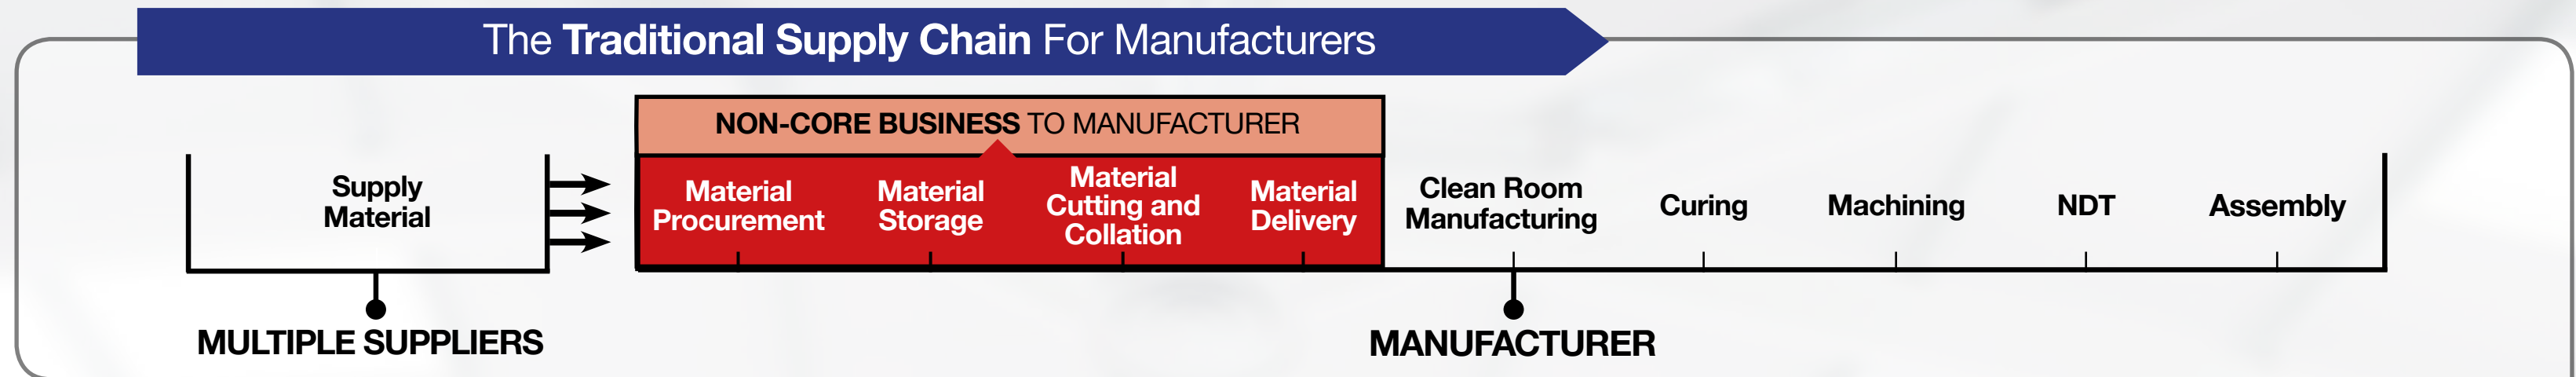 The Traditional Supply Chain For Manufacturers
NON-CORE BUSINESS TO MANUFACTURER
Supply
Material
Material
Procurement
Material
Storage
Material
Cutting and
Collation
Material
Delivery
Clean Room
Manufacturing
Curing
Machining
NDT
Assembly
MULTIPLE SUPPLIERS
MANUFACTURER